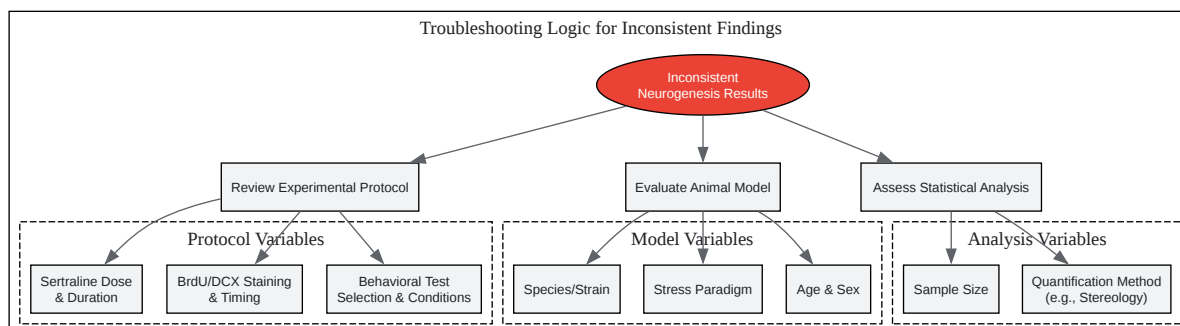 Troubleshooting Logic for Inconsistent Findings
Inconsistent
Neurogenesis Results
Review Experimental Protocol
Evaluate Animal Model
Assess Statistical Analysis
Protocol Variables
Model Variables
Analysis Variables
Sertraline Dose
& Duration
BrdU/DCX Staining
& Timing
Behavioral Test
Selection & Conditions
Species/Strain
Stress Paradigm
Age & Sex
Sample Size
Quantification Method
(e.g., Stereology)